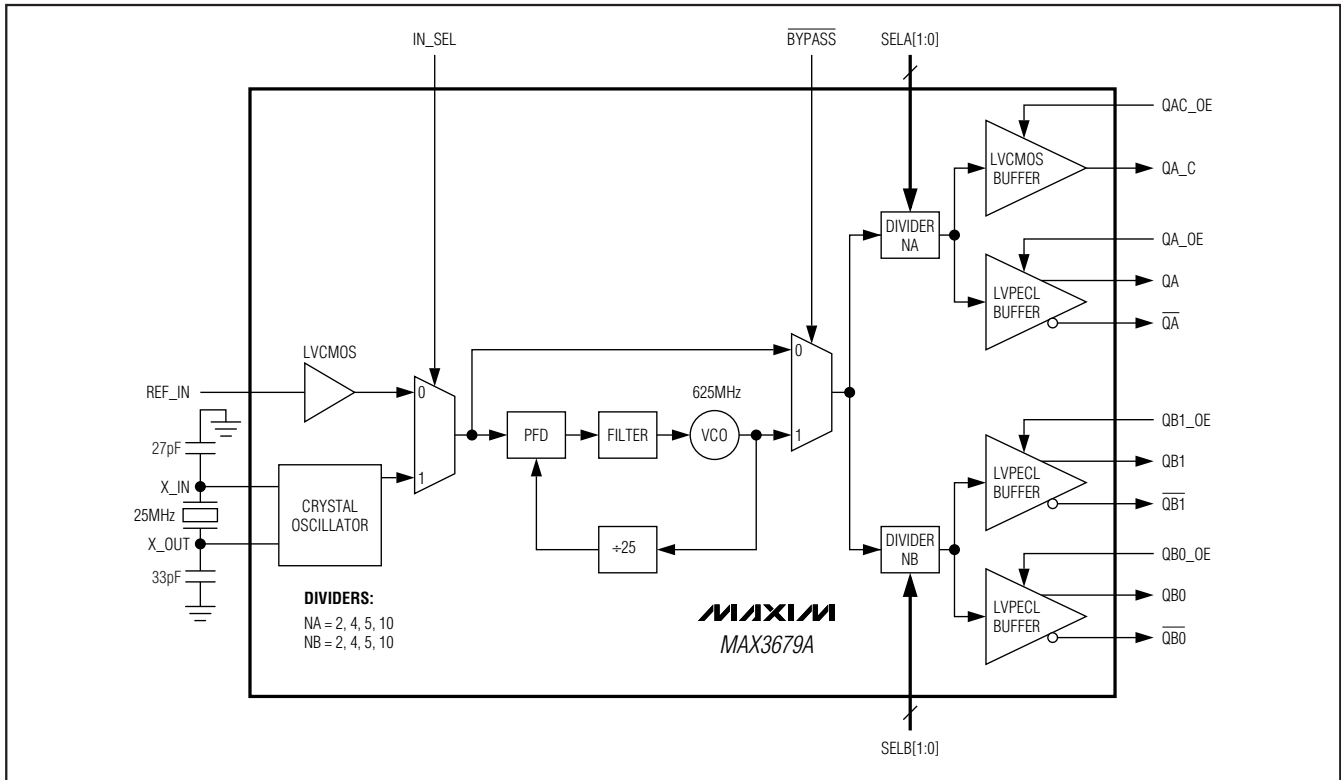 IN_SEL
BYPASS
SELA[1:0]
QAC_OE
LVCMOS
BUFFER
QA_C
DIVIDER
NA
QA_OE
LVPECL
BUFFER
QA
QA
LVCMOS
REF_IN
0
1
27pF
X_IN
25MHz
X_OUT
33pF
CRYSTAL
OSCILLATOR
PFD
FILTER
625MHz
VCO
÷25
0
1
QB1_OE
LVPECL
BUFFER
QB1
QB1
DIVIDER
NB
QB0_OE
LVPECL
BUFFER
QB0
QB0
DIVIDERS:
NA = 2, 4, 5, 10
NB = 2, 4, 5, 10
MAXIM
MAX3679A
SELB[1:0]